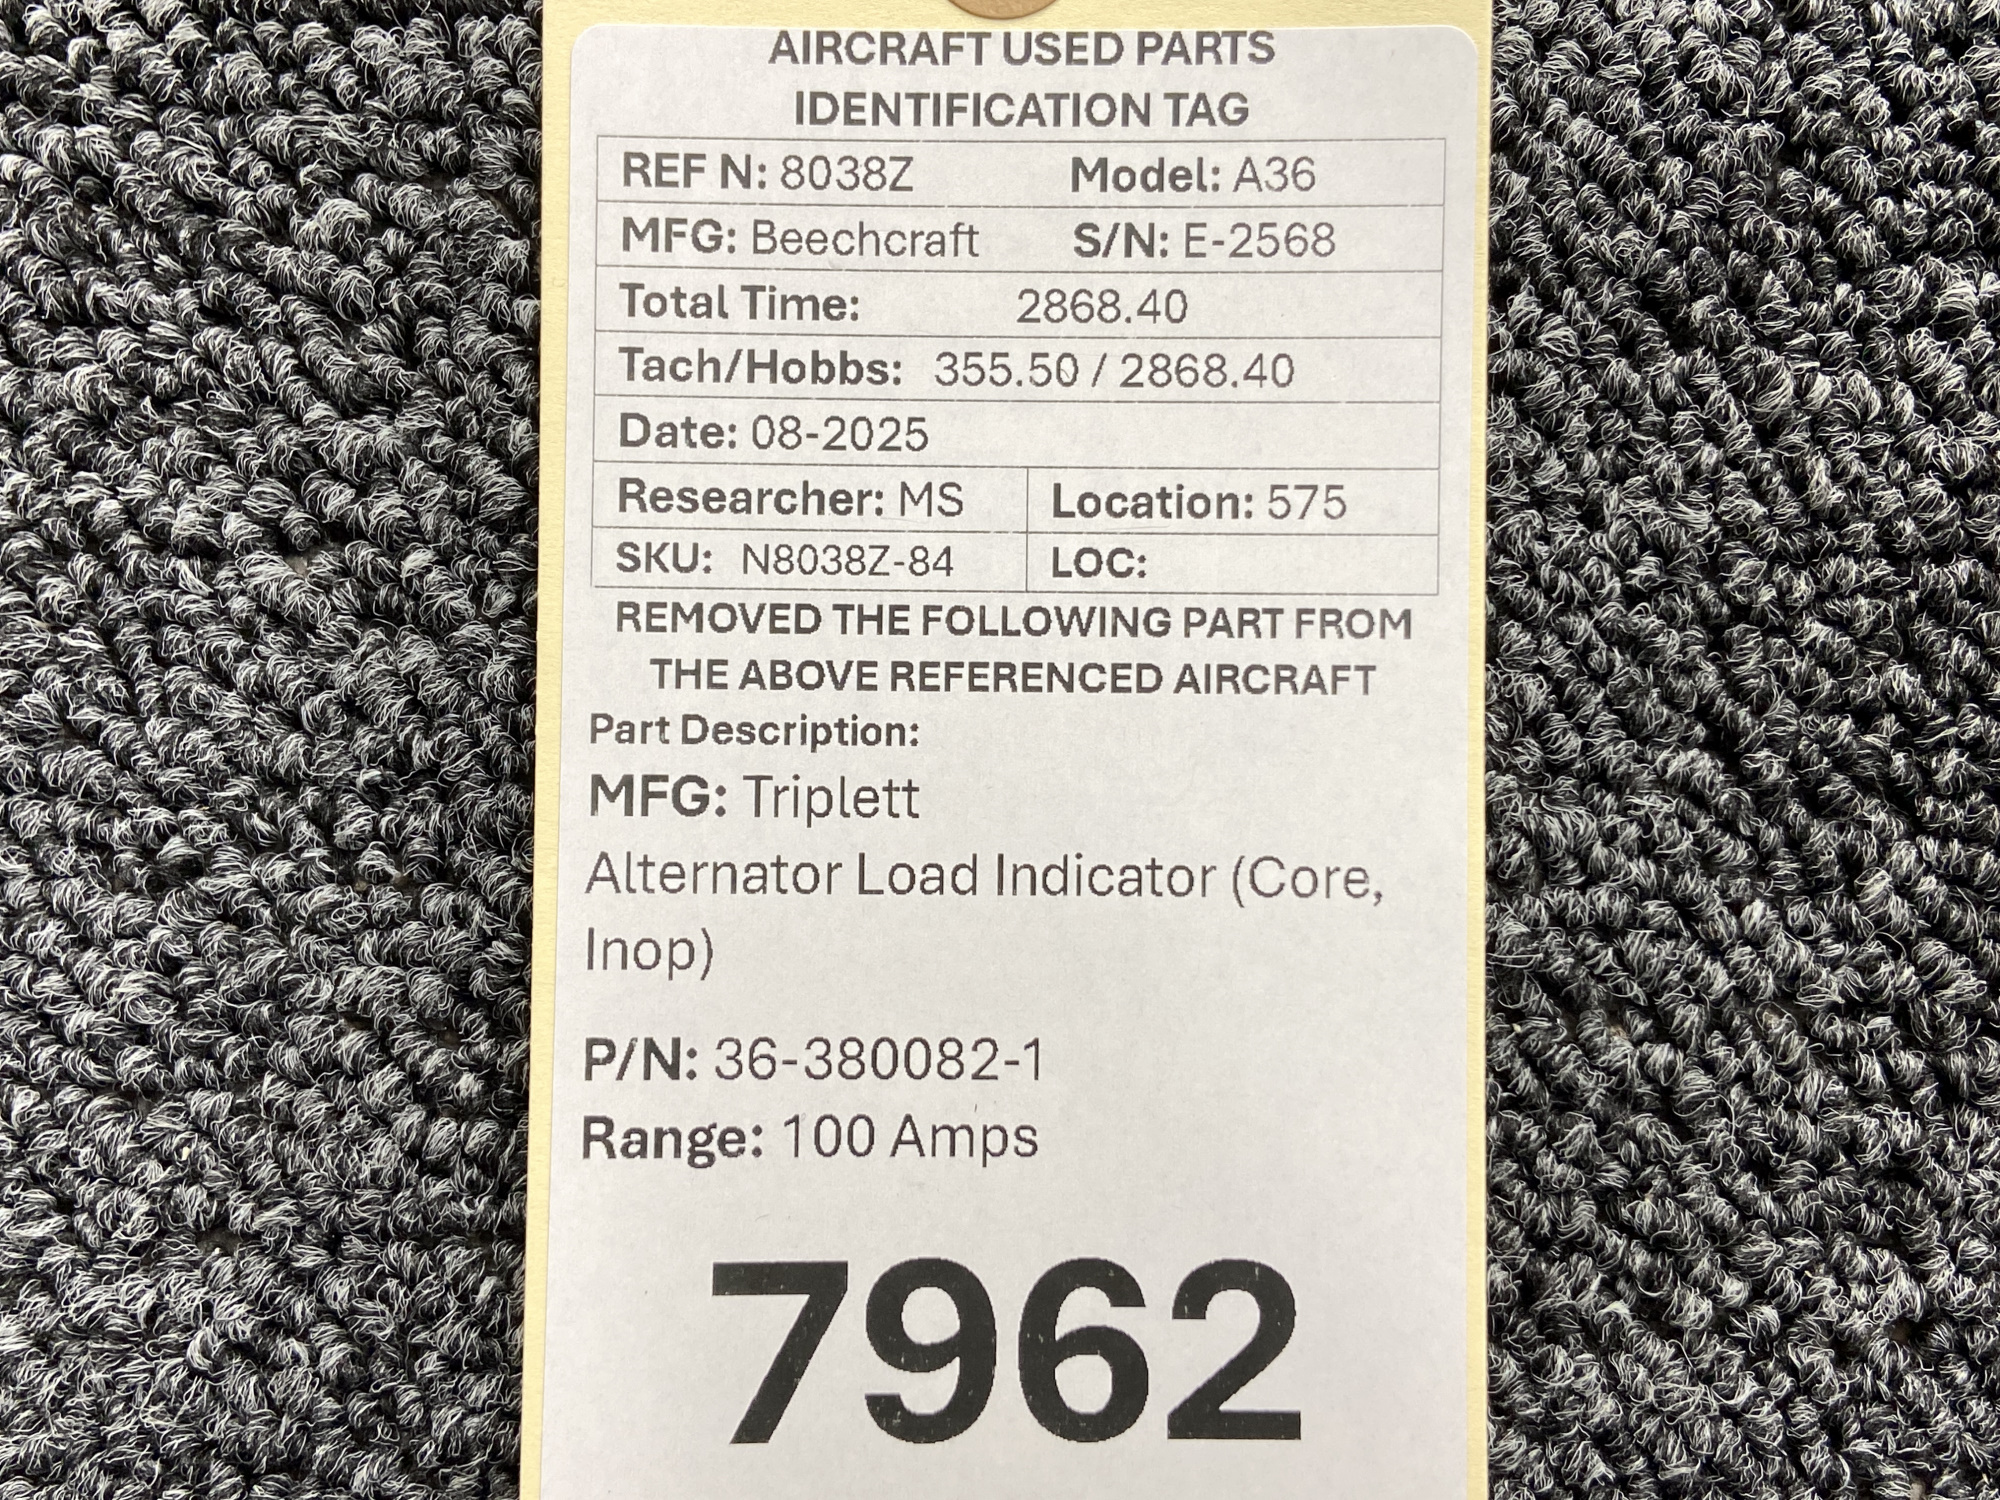 AIRCRAFT USED PARTS
IDENTIFICATION TAG
REF N: 8038Z Model: A36
MFG: Beechcraft S/N: E-2568
Total Time: 2868.40
Tach/Hobbs: 355.50 / 2868.40
Date: 08-2025
Researcher: MS Location: 575
SKU: N8038Z-84 LOC:
REMOVED THE FOLLOWING PART FROM
THE ABOVE REFERENCED AIRCRAFT
Part Description:
MFG: Triplett
Alternator Load Indicator (Core,
Inop)
P/N: 36-380082-1
Range: 100 Amps
7962